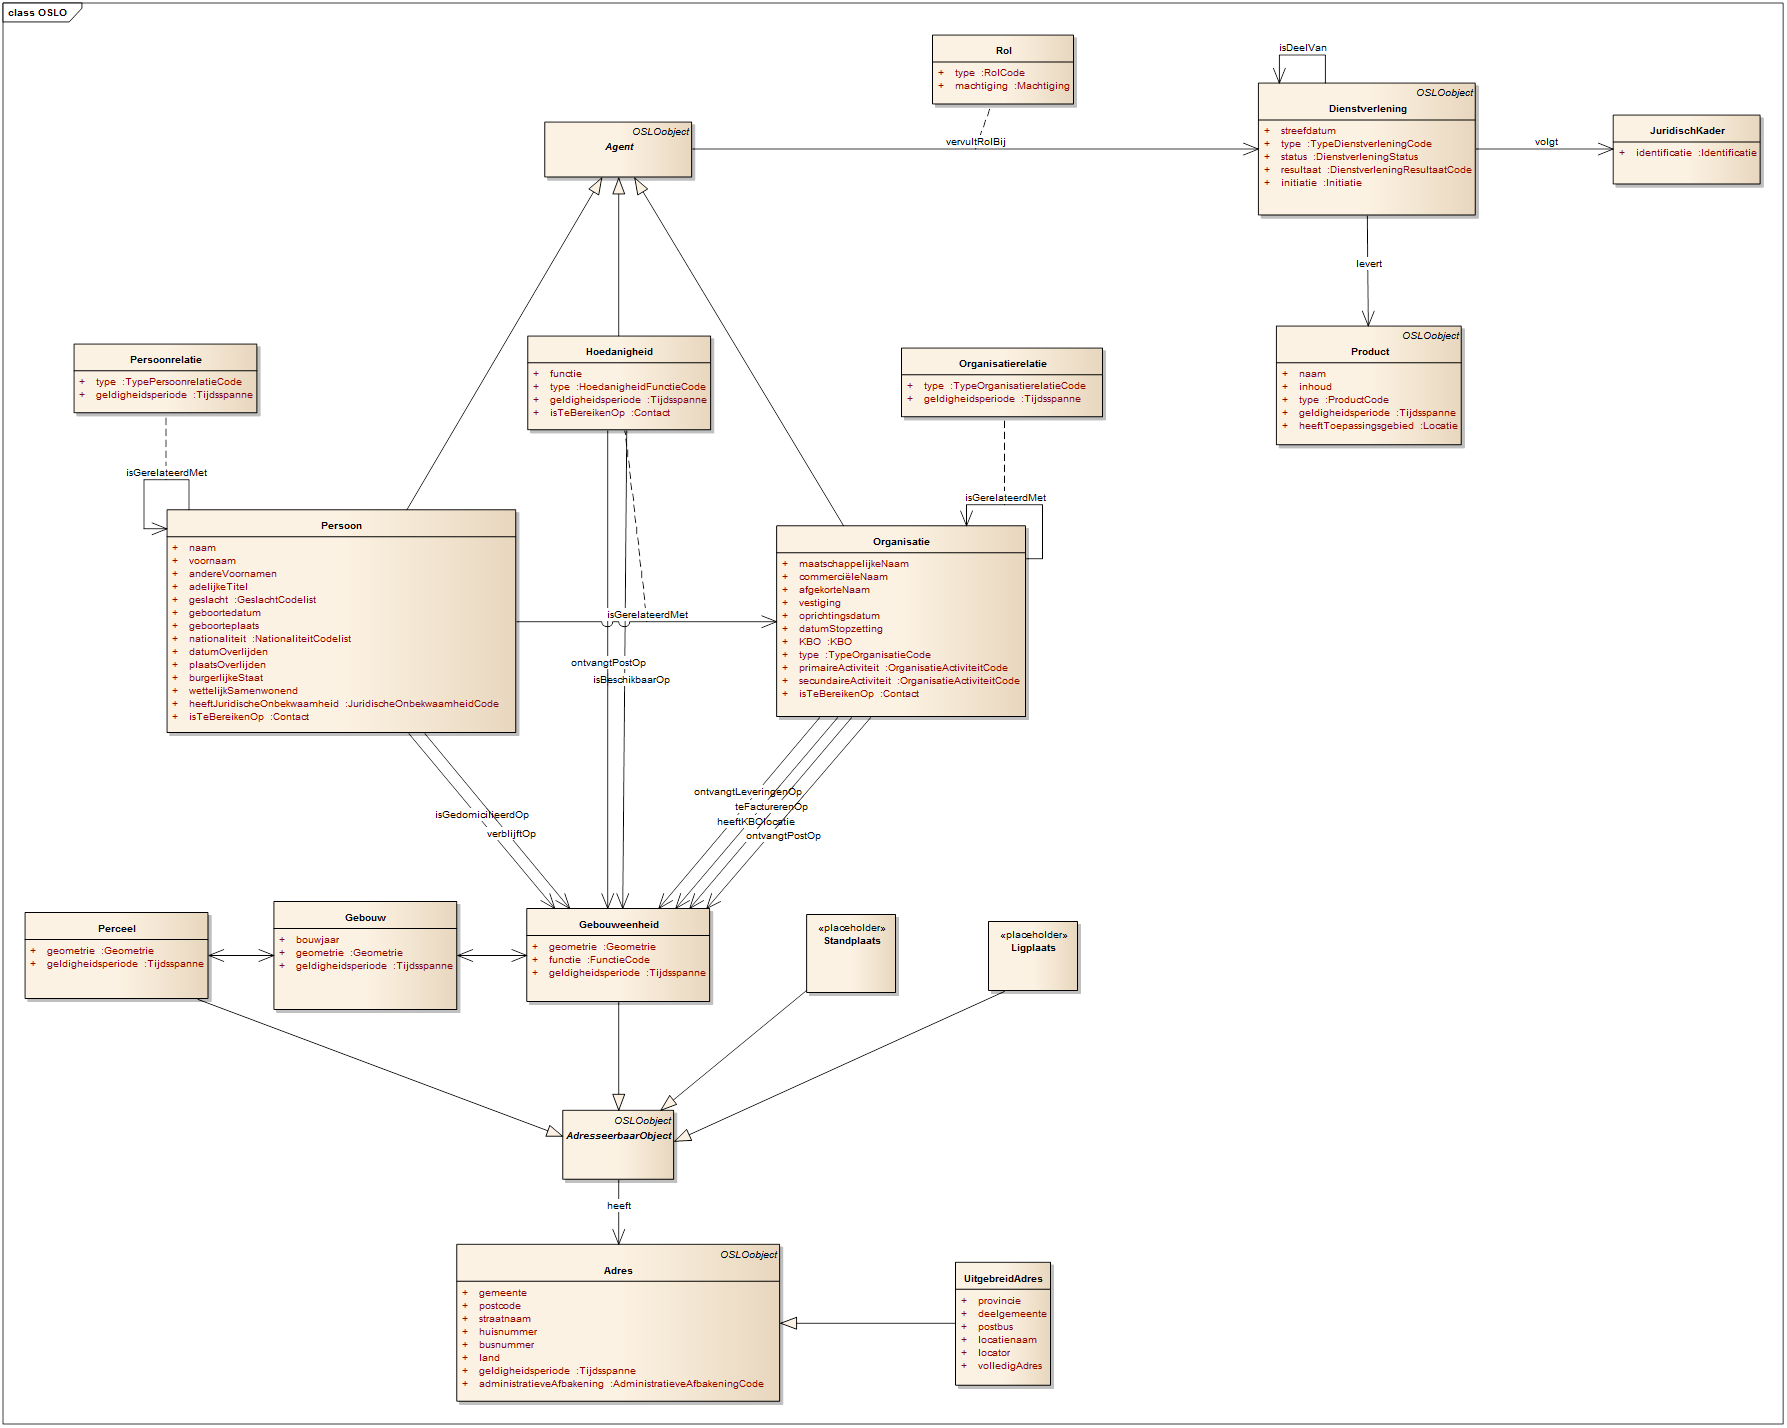 class OSLO
isDeelVan
Rol
+ type :RolCode
+ machtiging :Machtiging
OSLOobject
Dienstverlening
+ streefdatum
+ type :TypeDienstverleningCode
+ status :DienstverleningStatus
+ resultaat :DienstverleningResultaatCode
+ initiatie :Initiatie
JuridischKader
+ identificatie :Identificatie
OSLOobject
Agent
vervultRolBij
volgt
levert
OSLOobject
Product
+ naam
+ inhoud
+ type :ProductCode
+ geldigheidsperiode :Tijdsspanne
+ heeftToepassingsgebied :Locatie
Persoonrelatie
+ type :TypePersoonrelatieCode
+ geldigheidsperiode :Tijdsspanne
Hoedanigheid
+ functie
+ type :HoedanigheidFunctieCode
+ geldigheidsperiode :Tijdsspanne
+ isTeBereikenOp :Contact
Organisatierelatie
+ type :TypeOrganisatierelatieCode
+ geldigheidsperiode :Tijdsspanne
isGerelateerdMet
isGerelateerdMet
Persoon
+ naam
+ voornaam
+ andereVoornamen
+ adelijkeTitel
+ geslacht :GeslachtCodelist
+ geboortedatum
+ geboorteplaats
+ nationaliteit :NationaliteitCodelist
+ datumOverlijden
+ plaatsOverlijden
+ burgerlijkeStaat
+ wettelijkSamenwonend
+ heeftJuridischeOnbekwaamheid :JuridischeOnbekwaamheidCode
+ isTeBereikenOp :Contact
isGerelateerdMet
ontvangtPostOp
isBeschikbaarOp
Organisatie
+ maatschappelijkeNaam
+ commerciëleNaam
+ afgekorteNaam
+ vestiging
+ oprichtingsdatum
+ datumStopzetting
+ KBO :KBO
+ type :TypeOrganisatieCode
+ primaireActiviteit :OrganisatieActiviteitCode
+ secundaireActiviteit :OrganisatieActiviteitCode
+ isTeBereikenOp :Contact
isGedomicilieerdOp
verblijftOp
ontvangtLeveringenOp
teFacturerenOp
heeftKBOlocatie
ontvangtPostOp
Perceel
+ geometrie :Geometrie
+ geldigheidsperiode :Tijdsspanne
Gebouw
+ bouwjaar
+ geometrie :Geometrie
+ geldigheidsperiode :Tijdsspanne
Gebouweenheid
+ geometrie :Geometrie
+ functie :FunctieCode
+ geldigheidsperiode :Tijdsspanne
«placeholder»
Standplaats
«placeholder»
Ligplaats
OSLOobject
AdresseerbaarObject
heeft
OSLOobject
Adres
+ gemeente
+ postcode
+ straatnaam
+ huisnummer
+ busnummer
+ land
+ geldigheidsperiode :Tijdsspanne
+ administratieveAfbakening :AdministratieveAfbakeningCode
UitgebreidAdres
+ provincie
+ deelgemeente
+ postbus
+ locatienaam
+ locator
+ volledigAdres